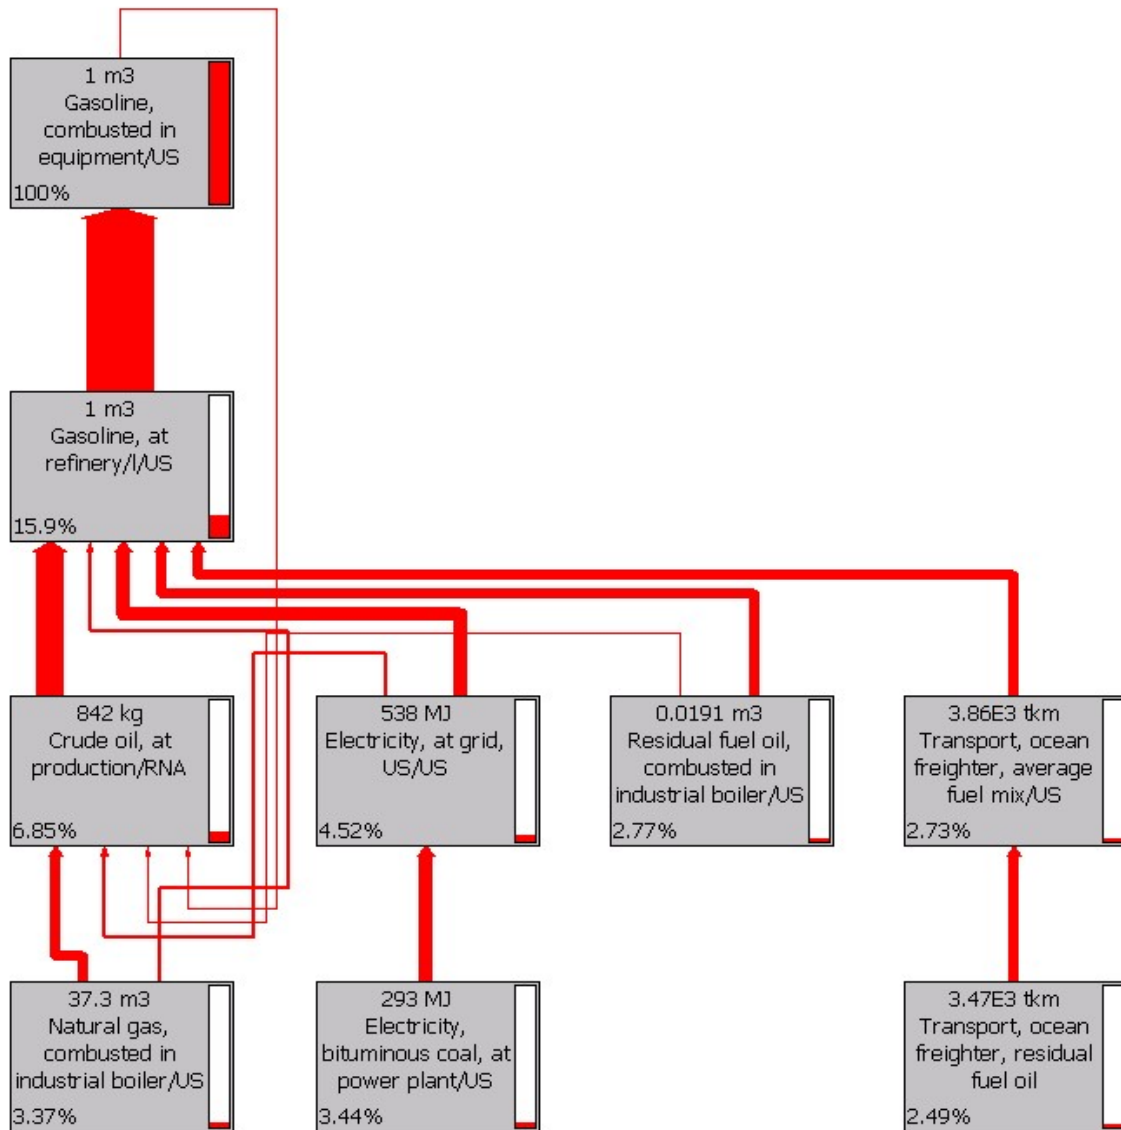 1 m3
Gasoline,
combusted in
equipment/US
100%
1 m3
Gasoline, at
refinery/l/US
15.9%
842 kg
Crude oil, at
production/RNA
6.85%
538 MJ
Electricity, at grid,
US/US
4.52%
0.0191 m3
Residual fuel oil,
combusted in
industrial boiler/US
2.77%
3.86E3 tkm
Transport, ocean
freighter, average
fuel mix/US
2.73%
37.3 m3
Natural gas,
combusted in
industrial boiler/US
3.37%
293 MJ
Electricity,
bituminous coal, at
power plant/US
3.44%
3.47E3 tkm
Transport, ocean
freighter, residual
fuel oil
2.49%